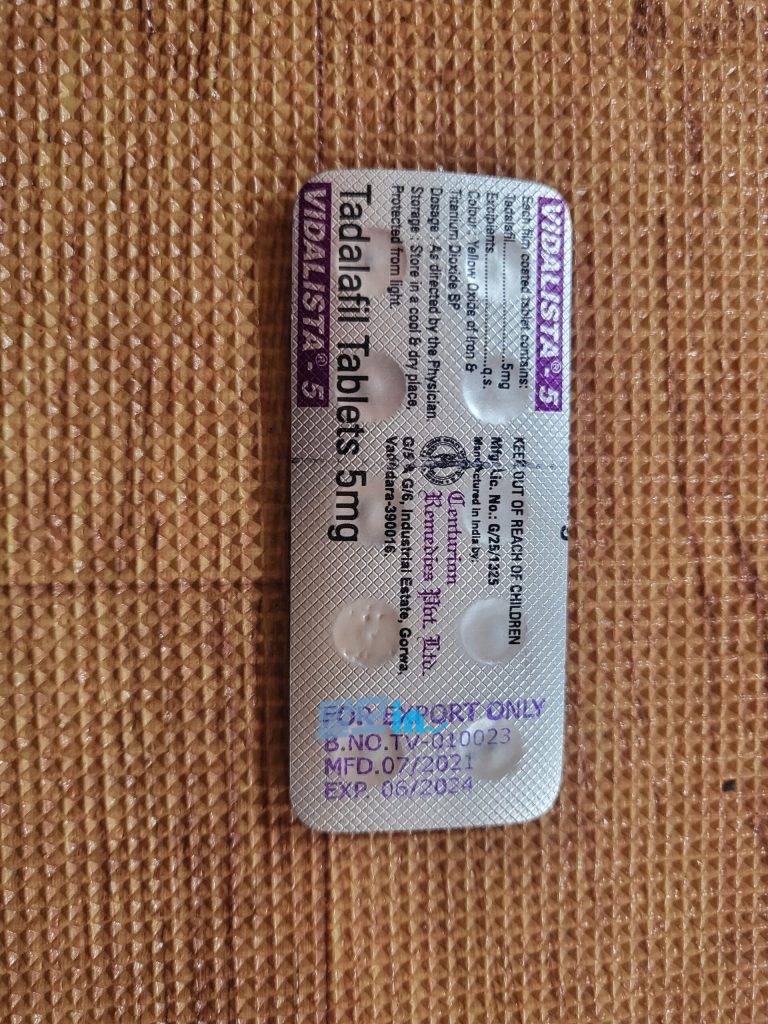 VIDALISTA® - 5
Each film coated tablet contains:
Tadalafil..................5mg
Excipients..................q.s.
Colour : Yellow Oxide of Iron &
Titanium Dioxide BP
Dosage : As directed by the Physician.
Storage : Store in a cool & dry place,
Protected from light
Tadalafil Tablets 5mg
VIDALISTA® - 5
KEEP OUT OF REACH OF CHILDREN
Mfg. Lic. No.: G/25/1325
Manufactured in India by:
Centurian
Remedies Pvt. Ltd.
G/5 & G/6, Industrial Estate, Gorwa,
390016.
FOR EXPORT ONLY
B.NO.TV-010023
MFD.07/2021
EXP. 06/2024